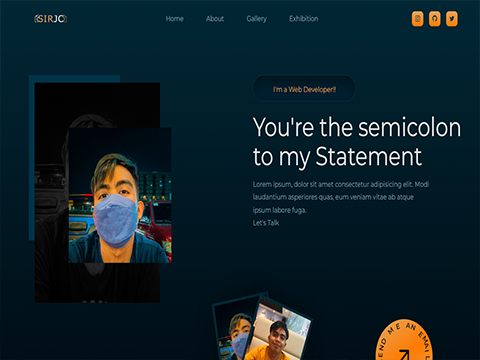 SIRJC
Home About Gallery Exhibition
I'm a Web Developer!!
You're the semicolon
to my Statement
Lorem ipsum, dolor sit amet consectetur adipisicing elit. Modi
laudantium asperiores quas, eum veniam vitae ab atque
ipsum labore fuga.
Let's Talk
END ME AN EMAIL